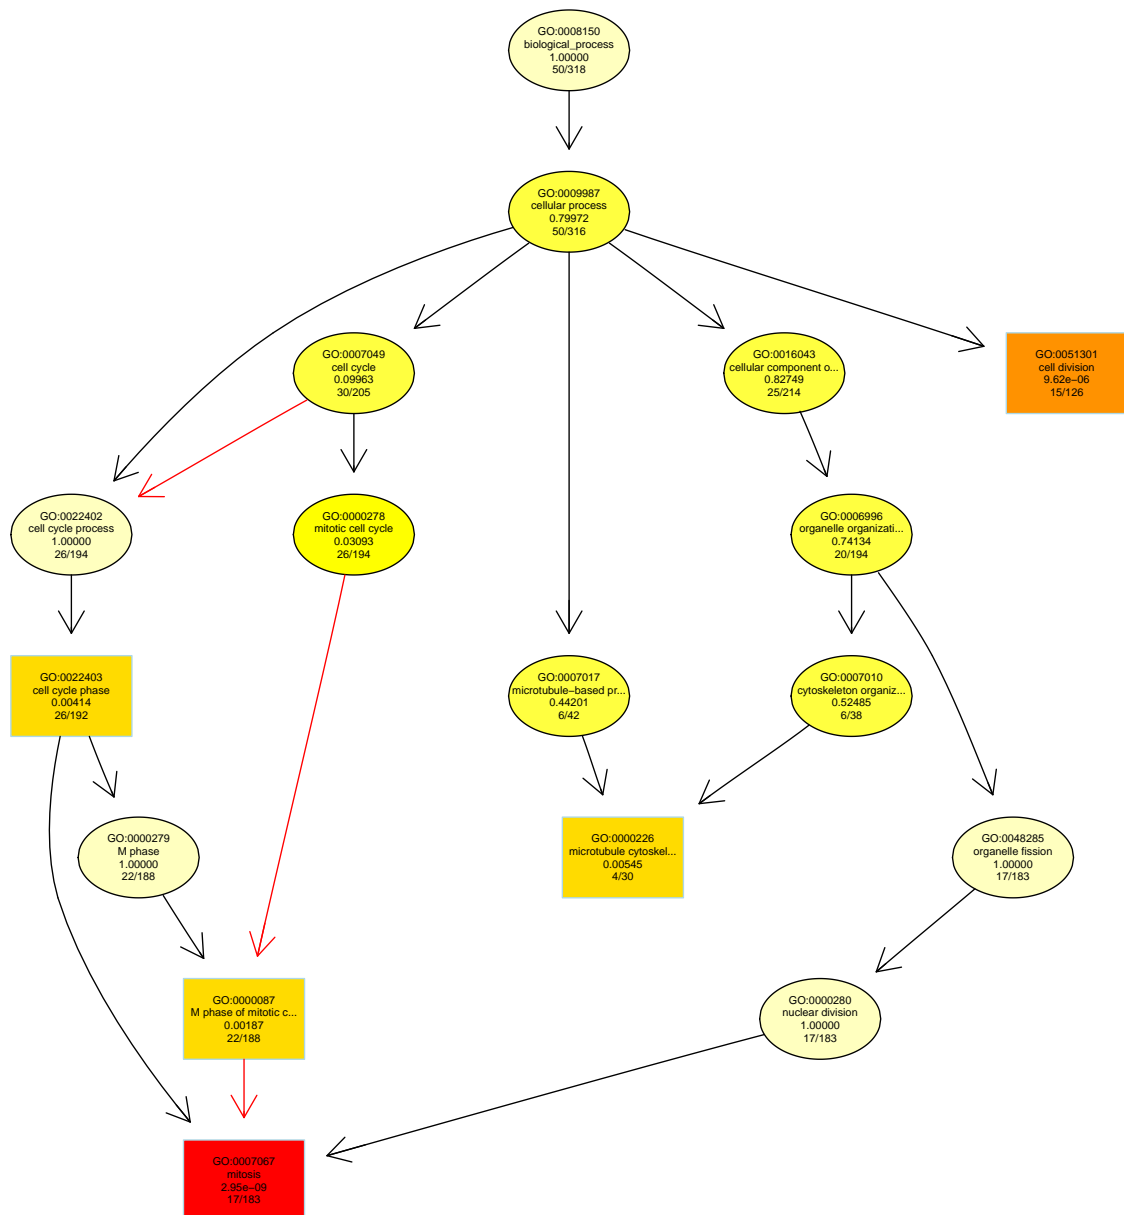 GO:0008150
biological_process
1.00000
50/318
GO:0009987
cellular process
0.79972
50/316
GO:0007049
cell cycle
0.09963
30/205
GO:0016043
cellular component o...
0.82749
25/214
GO:0051301
cell division
9.62e−06
15/126
GO:0022402
cell cycle process
1.00000
26/194
GO:0000278
mitotic cell cycle
0.03093
26/194
GO:0006996
organelle organizati...
0.74134
20/194
GO:0022403
cell cycle phase
0.00414
26/192
GO:0007017
microtubule−based pr...
0.44201
6/42
GO:0007010
cytoskeleton organiz...
0.52485
6/38
GO:0000279
M phase
1.00000
22/188
GO:0000226
microtubule cytoskel...
0.00545
4/30
GO:0048285
organelle fission
1.00000
17/183
GO:0000087
M phase of mitotic c...
0.00187
22/188
GO:0000280
nuclear division
1.00000
17/183
GO:0007067
mitosis
2.95e−09
17/183